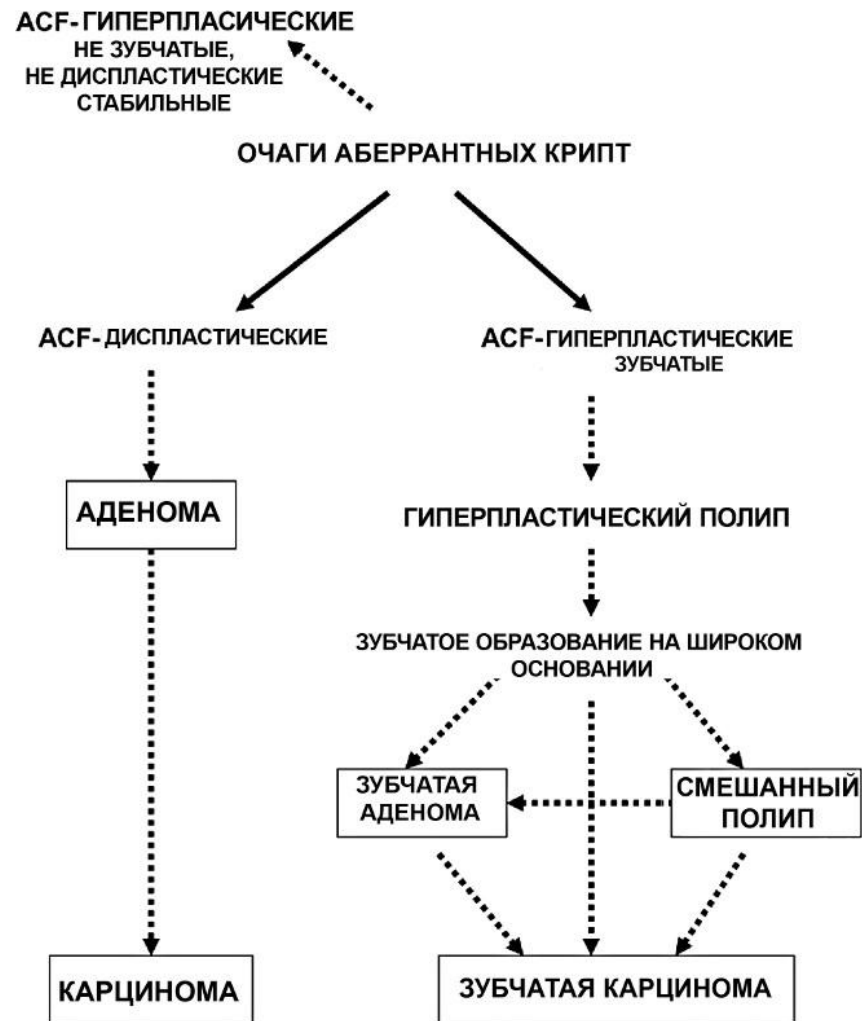 ACF-ГИПЕРПЛАСИЧЕСКИЕ
НЕ ЗУБЧАТЫЕ,
НЕ ДИСПЛАСТИЧЕСКИЕ
СТАБИЛЬНЫЕ
ОЧАГИ АБЕРРАНТНЫХ КРИПТ
ACF-ДИСПЛАСТИЧЕСКИЕ
ACF-ГИПЕРПЛАСТИЧЕСКИЕ
ЗУБЧАТЫЕ
АДЕНОМА
ГИПЕРПЛАСТИЧЕСКИЙ ПОЛИП
ЗУБЧАТОЕ ОБРАЗОВАНИЕ НА ШИРОКОМ
ОСНОВАНИИ
ЗУБЧАТАЯ
АДЕНОМА
СМЕШАННЫЙ
ПОЛИП
КАРЦИНОМА
ЗУБЧАТАЯ КАРЦИНОМА